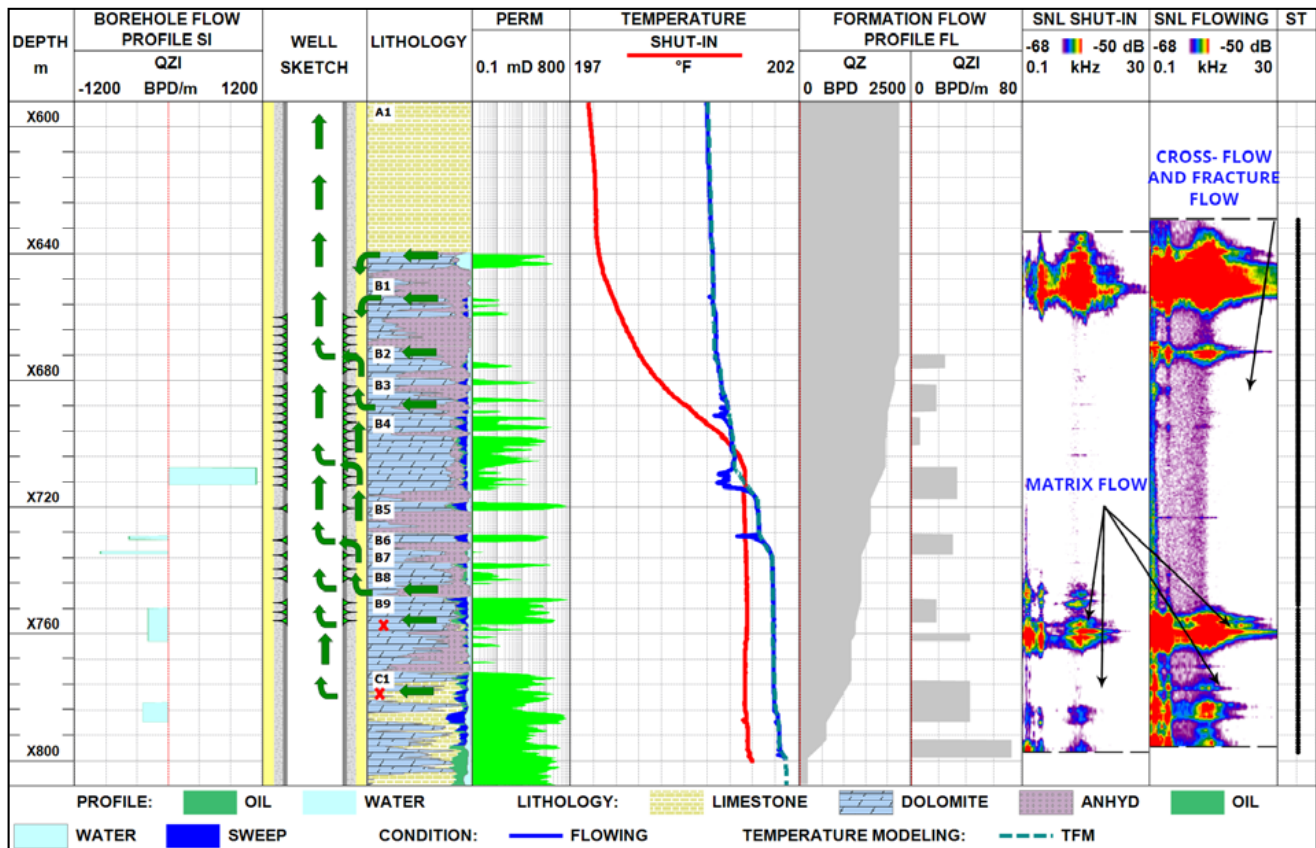 BOREHOLE FLOW PROFILE SI
PERM
TEMPERATURE
FORMATION FLOW PROFILE FL
SNL SHUT-IN
SNL FLOWING
ST
DEPTH
m
QZI
-1200 BPD/m 1200
WELL SKETCH
LITHOLOGY
0.1 mD 800
SHUT-IN
197 °F 202
QZ
0 BPD 2500
QZI
0 BPD/m 80
-68 -50 dB
0.1 kHz 30
-68 -50 dB
0.1 kHz 30
X600
X640
X680
X720
X760
X800
A1
B1
B2
B3
B4
B5
B6
B7
B8
B9
X
C1
X
CROSS- FLOW
AND FRACTURE
FLOW
MATRIX FLOW
PROFILE: OIL WATER LITHOLOGY: LIMESTONE DOLOMITE ANHYD OIL
WATER SWEEP CONDITION: FLOWING TEMPERATURE MODELING: TFM